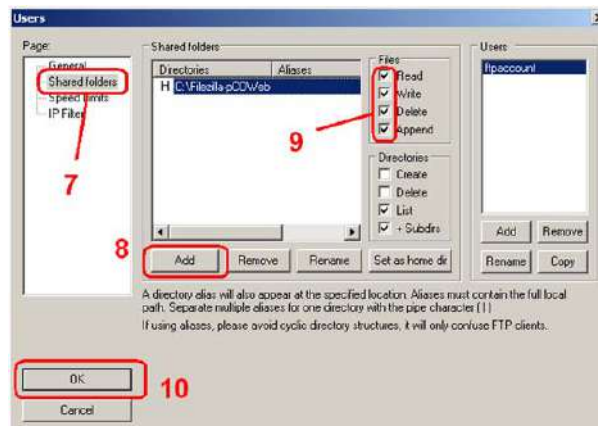 Users
Page:
General
Shared folders
Speed Limits
IP Filter
7
Shared folders
Directories Aliases
H C:\Filezilla-pCOWeb
Files
Read
Write
Delete
Append
9
Directories
Create
Delete
List
+ Subdirs
8
Add Remove Rename Set as home dir
Users
ftpaccount
Add Remove
Rename Copy
A directory alias will also appear at the specified location. Aliases must contain the full local
path. Separate multiple aliases for one directory with the pipe character (|)
If using aliases, please avoid cyclic directory structures, it will only confuse FTP clients.
OK
10
Cancel